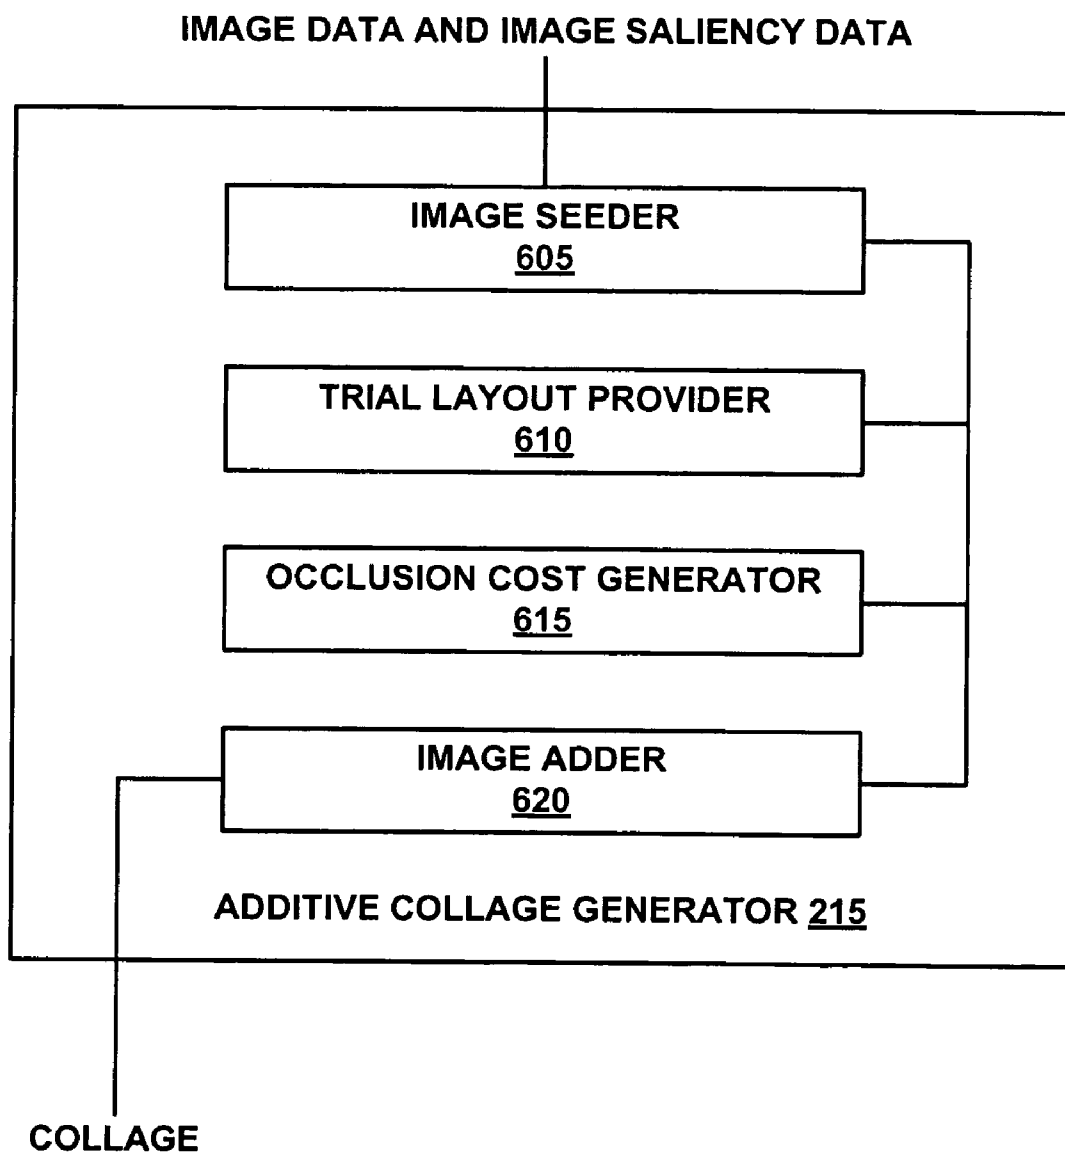 IMAGE DATA AND IMAGE SALIENCY DATA
IMAGE SEEDER
605
TRIAL LAYOUT PROVIDER
610
OCCLUSION COST GENERATOR
615
IMAGE ADDER
620
ADDITIVE COLLAGE GENERATOR 215
COLLAGE